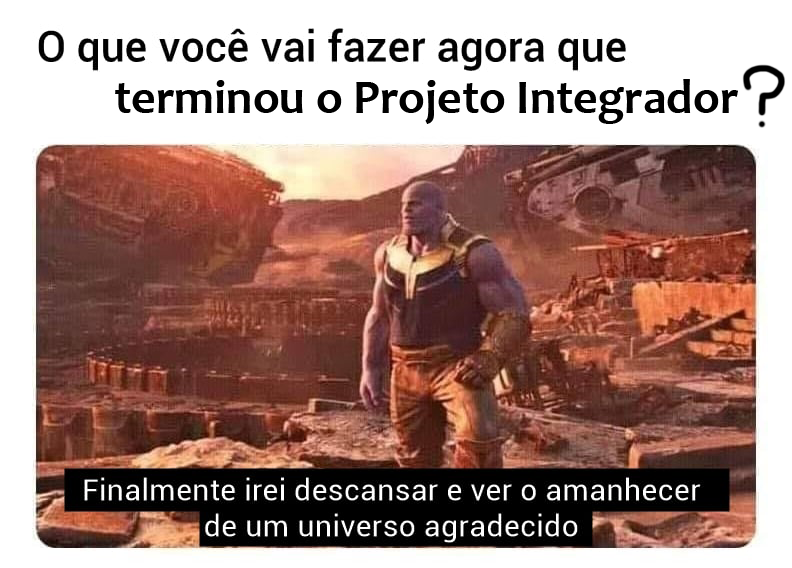 O que você vai fazer agora que
terminou o Projeto Integrador?
Finalmente irei descansar e ver o amanhecer
de um universo agradecido